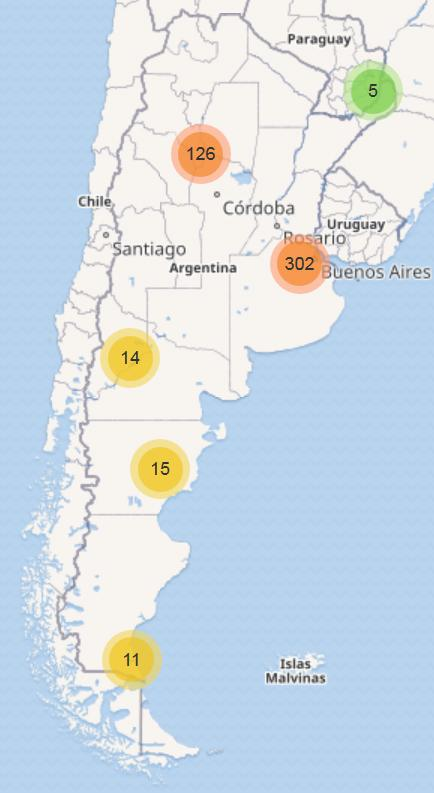 Paraguay
5
126
Chile
Córdoba
Uruguay
Rosario
Santiago
Argentina
302
Buenos Aires
14
15
11
Islas
Malvinas